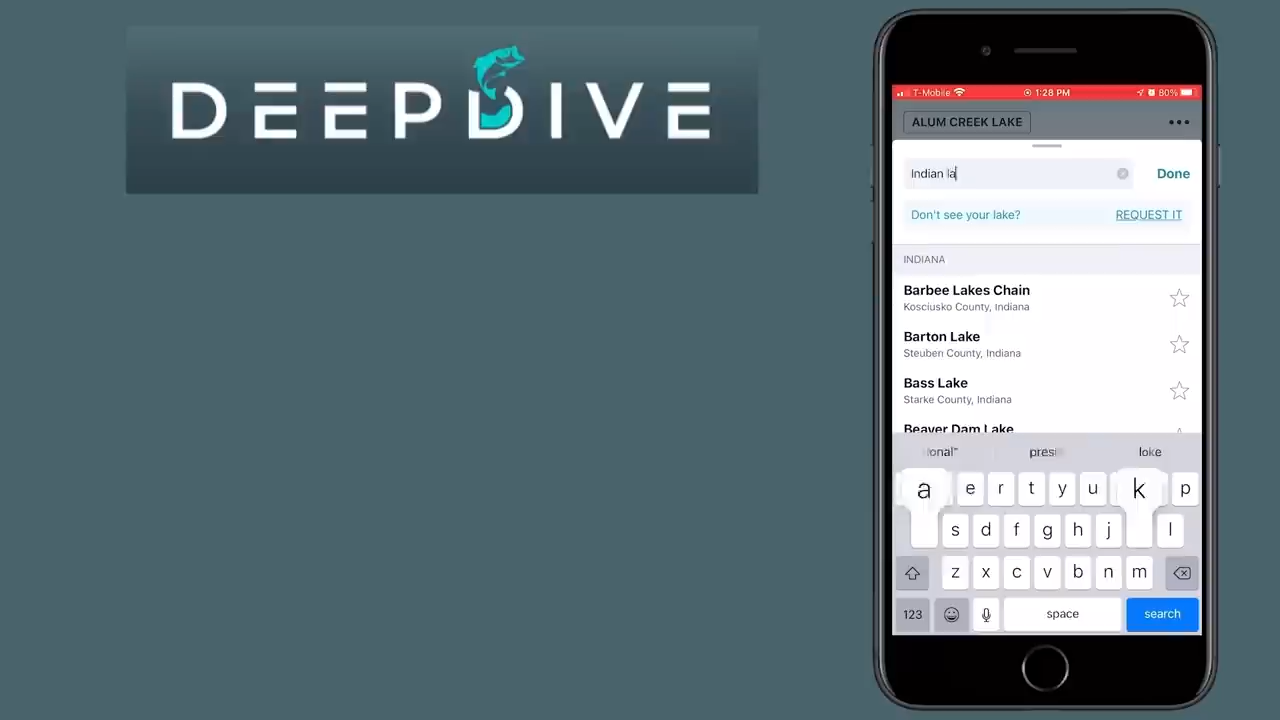 DEEPDIVE
T-Mobile 1:28 PM 80%
ALUM CREEK LAKE
Indian la Done
Don't see your lake? REQUEST IT
INDIANA
Barbee Lakes Chain
Kosciusko County, Indiana
Barton Lake
Steuben County, Indiana
Bass Lake
Starke County, Indiana
Beaver Dam Lake
loke
a e r t y u k p
s d f g h j l
z x c v b n m
123 space search